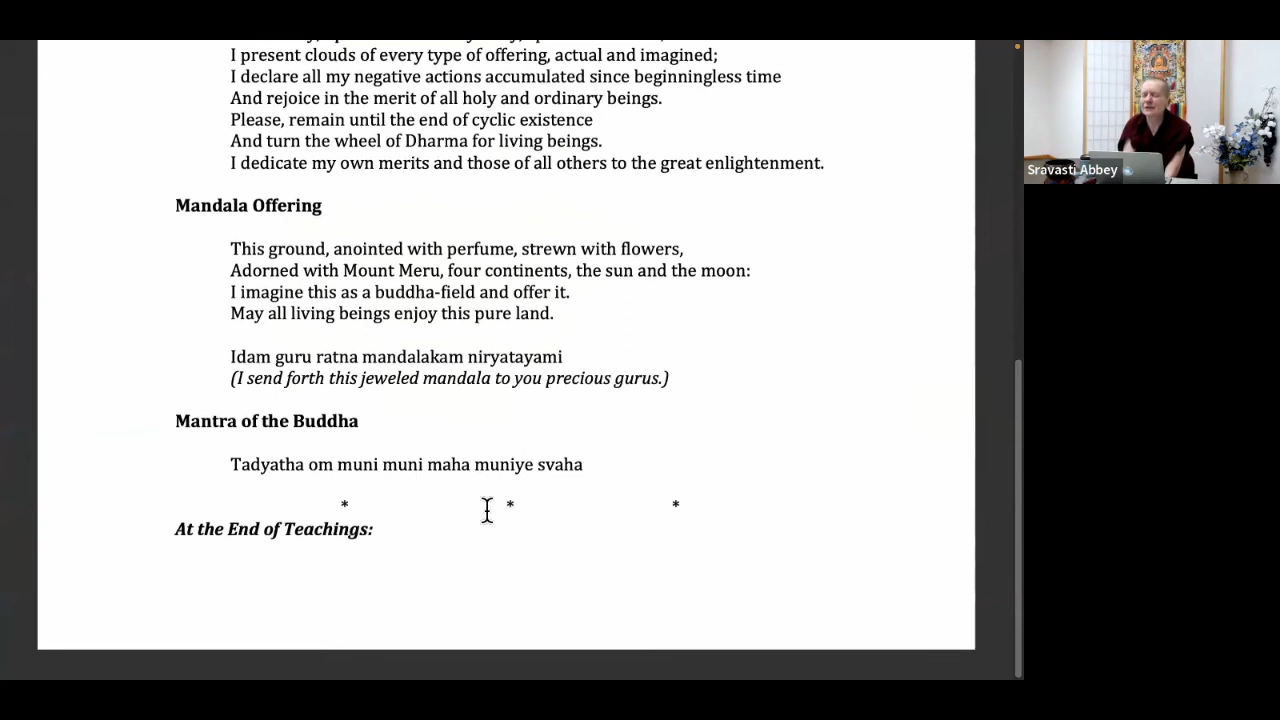 I present clouds of every type of offering, actual and imagined;
I declare all my negative actions accumulated since beginningless time
And rejoice in the merit of all holy and ordinary beings.
Please, remain until the end of cyclic existence
And turn the wheel of Dharma for living beings.
I dedicate my own merits and those of all others to the great enlightenment.
Mandala Offering
This ground, anointed with perfume, strewn with flowers,
Adorned with Mount Meru, four continents, the sun and the moon:
I imagine this as a buddha-field and offer it.
May all living beings enjoy this pure land.
Idam guru ratna mandalakam niryatayami
(I send forth this jeweled mandala to you precious gurus.)
Mantra of the Buddha
Tadyatha om muni muni maha muniye svaha
* * *
At the End of Teachings:
Sravasti Abbey